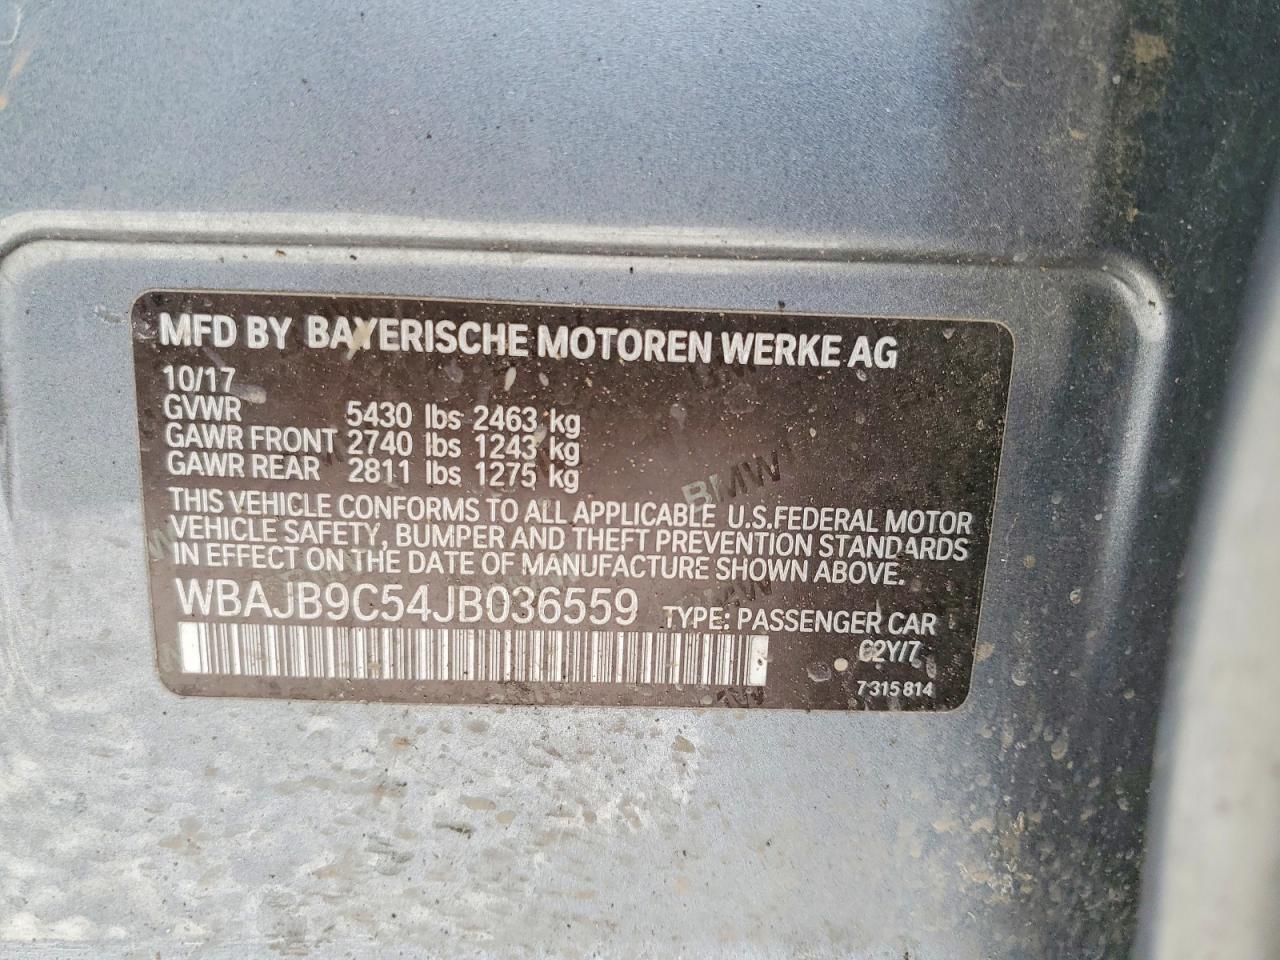 MFD BY BAYERISCHE MOTOREN WERKE AG
10/17
GVWR 5430 lbs 2463 kg
GAWR FRONT 2740 lbs 1243 kg
GAWR REAR 2811 lbs 1275 kg
THIS VEHICLE CONFORMS TO ALL APPLICABLE U.S.FEDERAL MOTOR
VEHICLE SAFETY, BUMPER AND THEFT PREVENTION STANDARDS
IN EFFECT ON THE DATE OF MANUFACTURE SHOWN ABOVE.
WBAJB9C54JB036559 TYPE: PASSENGER CAR
C2Y/7
7 315 814
BMW